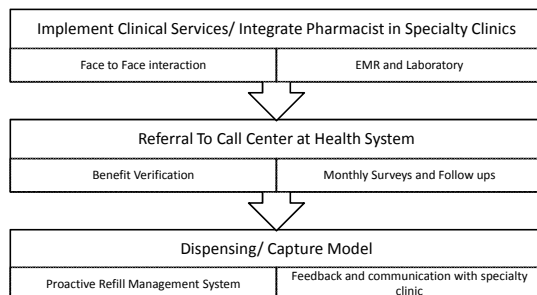 Implement Clinical Services/ Integrate Pharmacist in Specialty Clinics
Face to Face interaction
EMR and Laboratory
Referral To Call Center at Health System
Benefit Verification
Monthly Surveys and Follow ups
Dispensing/ Capture Model
Proactive Refill Management System
Feedback and communication with specialty
clinic